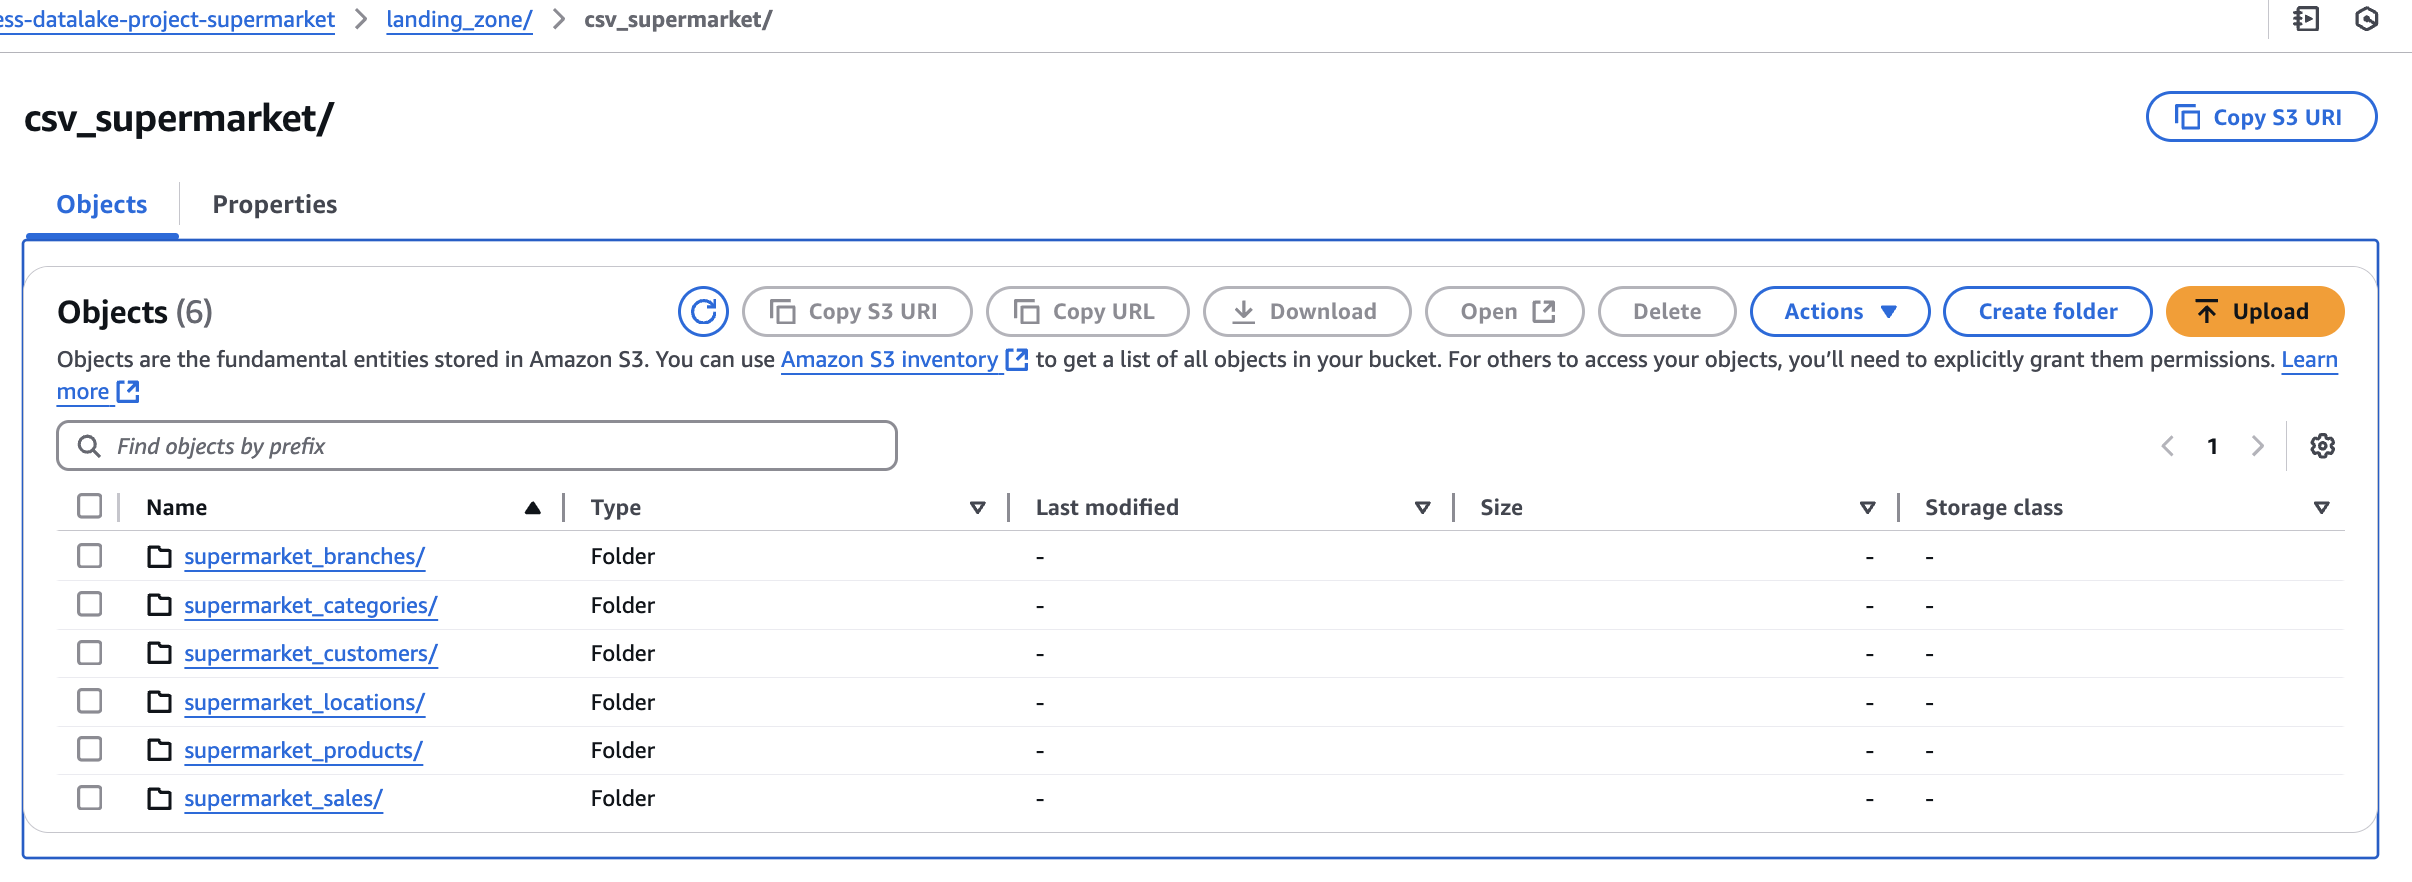 ess-datalake-project-supermarket > landing_zone/ > csv_supermarket/
csv_supermarket/
Copy S3 URI
Objects
Properties
Objects (6)
Copy S3 URI
Copy URL
Download
Open
Delete
Actions
Create folder
Upload
Objects are the fundamental entities stored in Amazon S3. You can use Amazon S3 inventory to get a list of all objects in your bucket. For others to access your objects, you’ll need to explicitly grant them permissions. Learn
more
Find objects by prefix
1
Name Type Last modified Size Storage class
supermarket_branches/ Folder - - -
supermarket_categories/ Folder - - -
supermarket_customers/ Folder - - -
supermarket_locations/ Folder - - -
supermarket_products/ Folder - - -
supermarket_sales/ Folder - - -